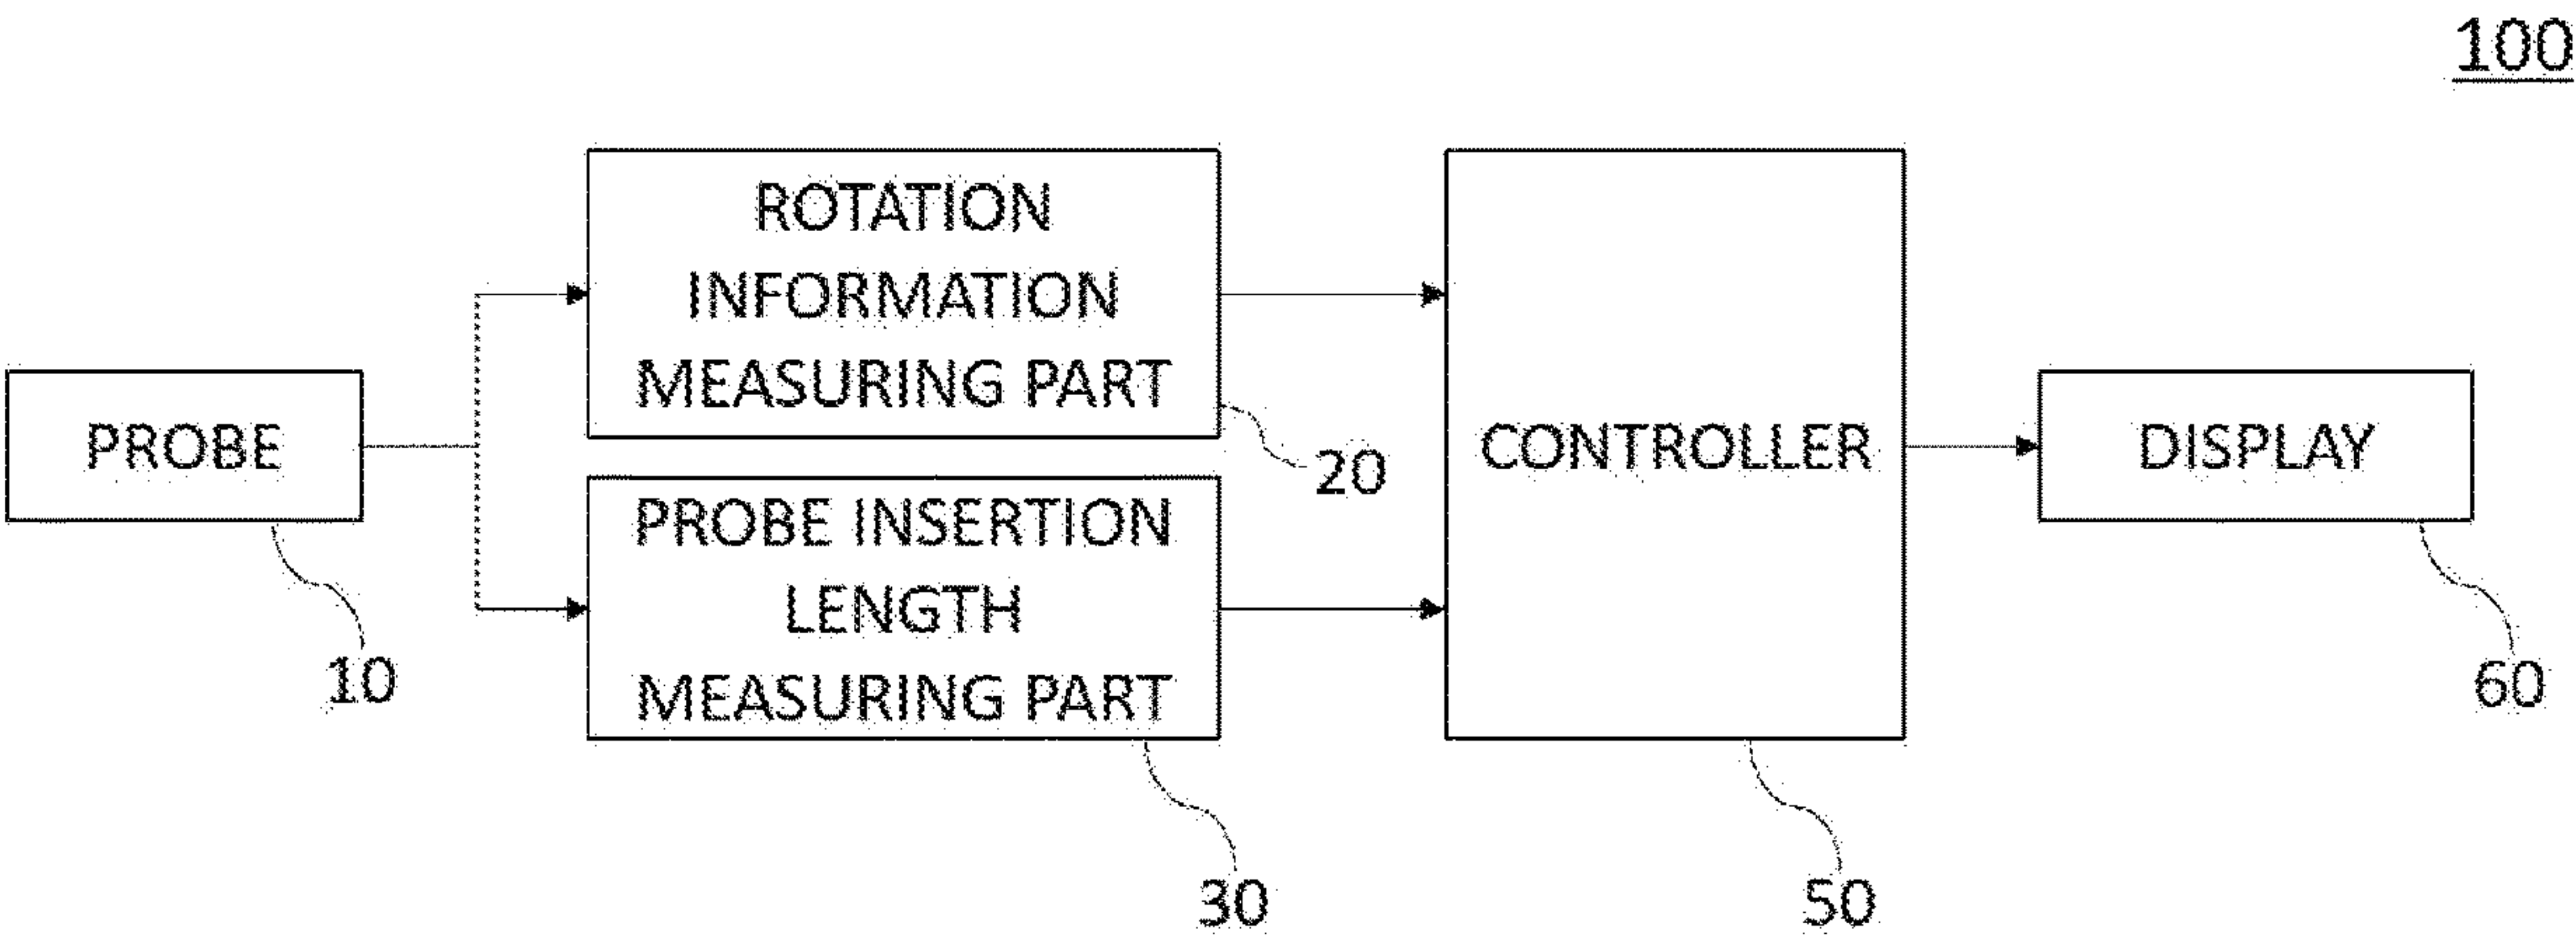 100
ROTATION
INFORMATION
MEASURING PART
20
PROBE
10
PROBE INSERTION
LENGTH
MEASURING PART
30
CONTROLLER
50
DISPLAY
60